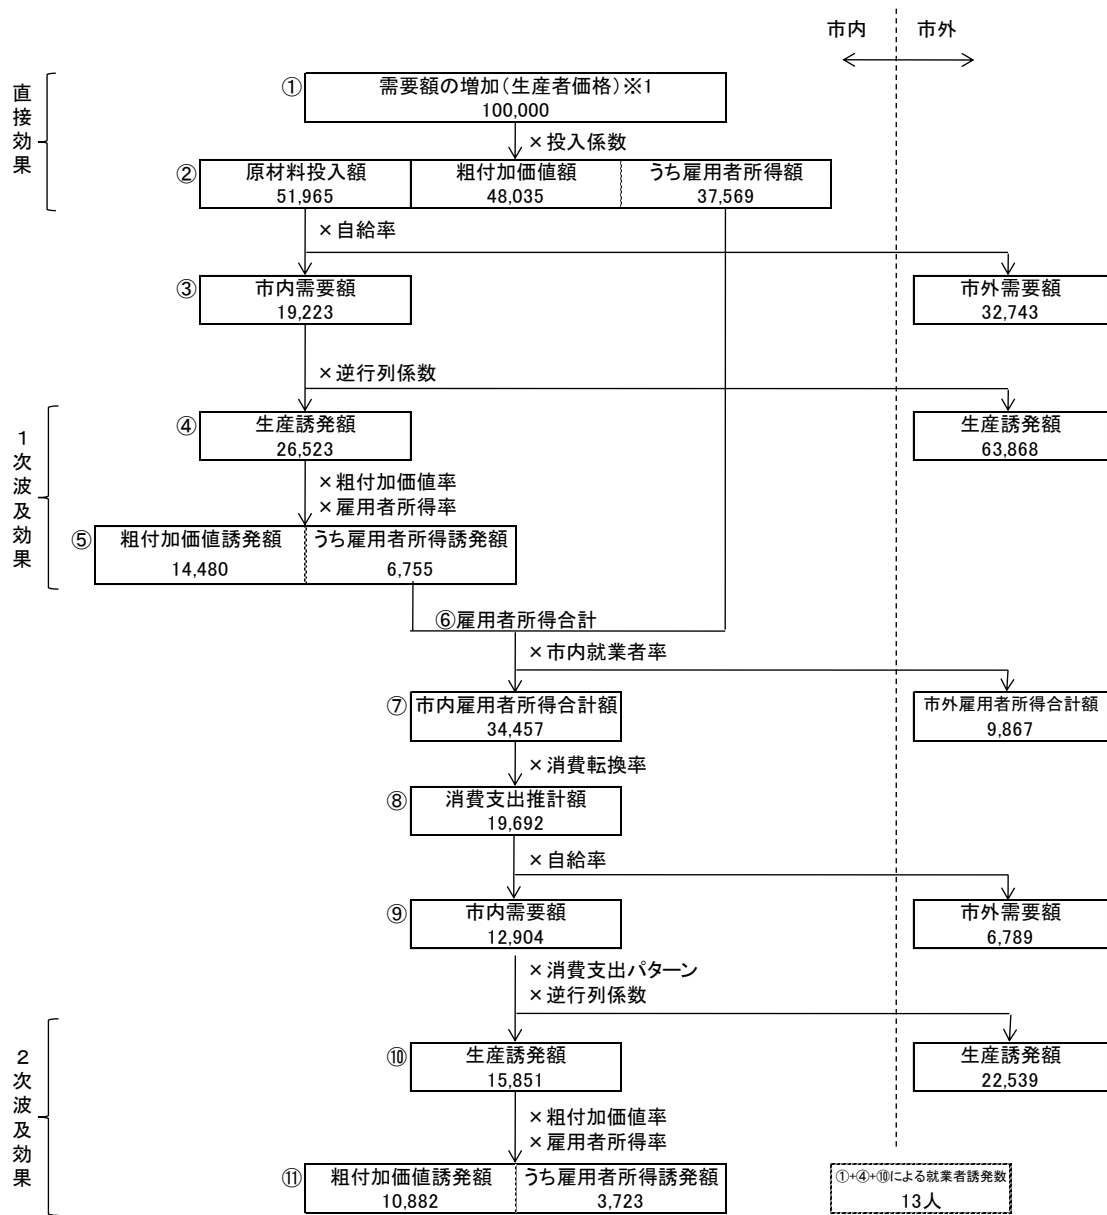 市内 市外
直接効果
① 需要額の増加(生産者価格)※1
100,000
×投入係数
② 原材料投入額 粗付加価値額 うち雇用者所得額
51,965 48,035 37,569
×自給率
③ 市内需要額 市外需要額
19,223 32,743
×逆行列係数
1次波及効果
④ 生産誘発額 生産誘発額
26,523 63,868
×粗付加価値率
×雇用者所得率
⑤ 粗付加価値誘発額 うち雇用者所得誘発額
14,480 6,755
⑥雇用者所得合計
×市内就業者率
⑦ 市内雇用者所得合計額 市外雇用者所得合計額
34,457 9,867
×消費転換率
⑧ 消費支出推計額
19,692
×自給率
⑨ 市内需要額 市外需要額
12,904 6,789
×消費支出パターン
×逆行列係数
2次波及効果
⑩ 生産誘発額 生産誘発額
15,851 22,539
×粗付加価値率
×雇用者所得率
⑪ 粗付加価値誘発額 うち雇用者所得誘発額
10,882 3,723
①+④+⑩による就業者誘発数
13人